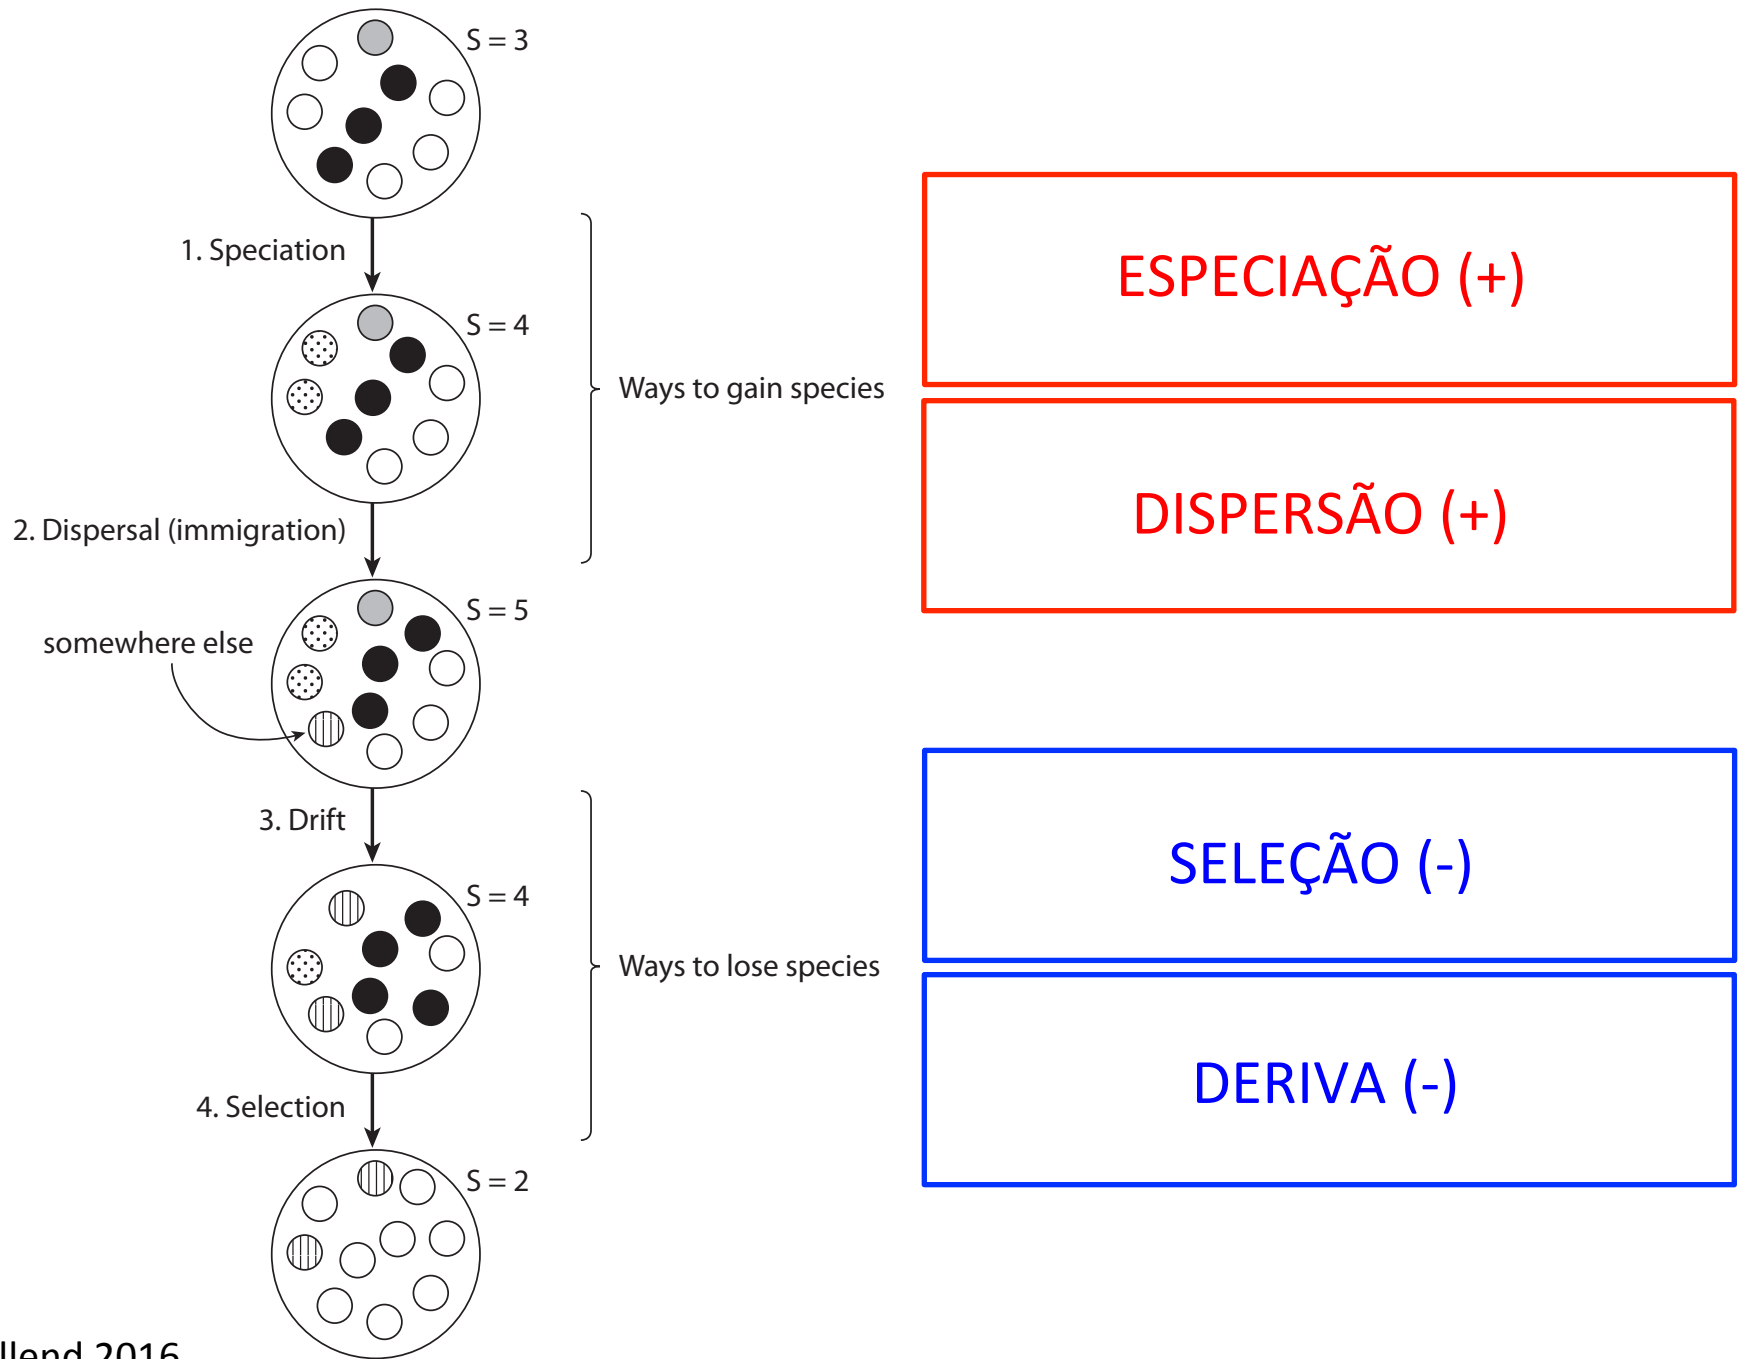 S = 3
1. Speciation
S = 4
Ways to gain species
2. Dispersal (immigration)
S = 5
somewhere else
3. Drift
S = 4
Ways to lose species
4. Selection
S = 2
ESPECIAÇÃO (+)
DISPERSÃO (+)
SELEÇÃO (-)
DERIVA (-)
2016